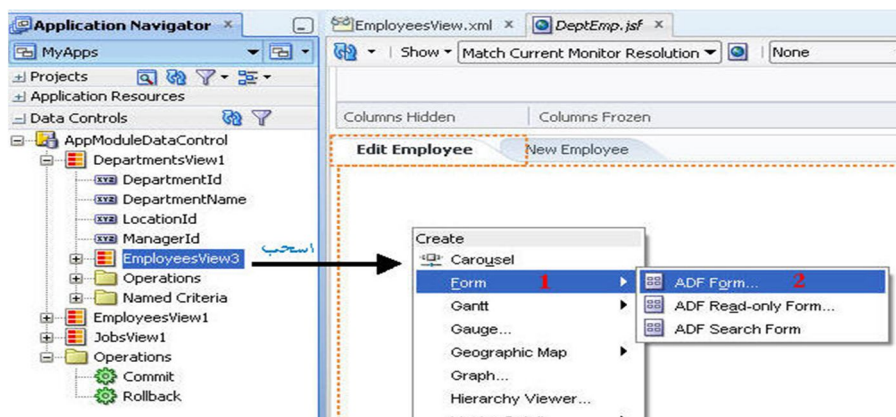 Application Navigator
MyApps
Projects
Application Resources
Data Controls
AppModuleDataControl
DepartmentsView1
DepartmentId
DepartmentName
LocationId
ManagerId
EmployeesView3
Operations
Named Criteria
EmployeesView1
JobsView1
Operations
Commit
Rollback
اسحب
EmployeesView.xml
DeptEmp.jsf
Show
Match Current Monitor Resolution
None
Columns Hidden
Columns Frozen
Edit Employee
New Employee
Create
Carousel
Form 1
Gantt
Gauge...
Geographic Map
Graph...
Hierarchy Viewer...
ADF Form... 2
ADF Read-only Form...
ADF Search Form